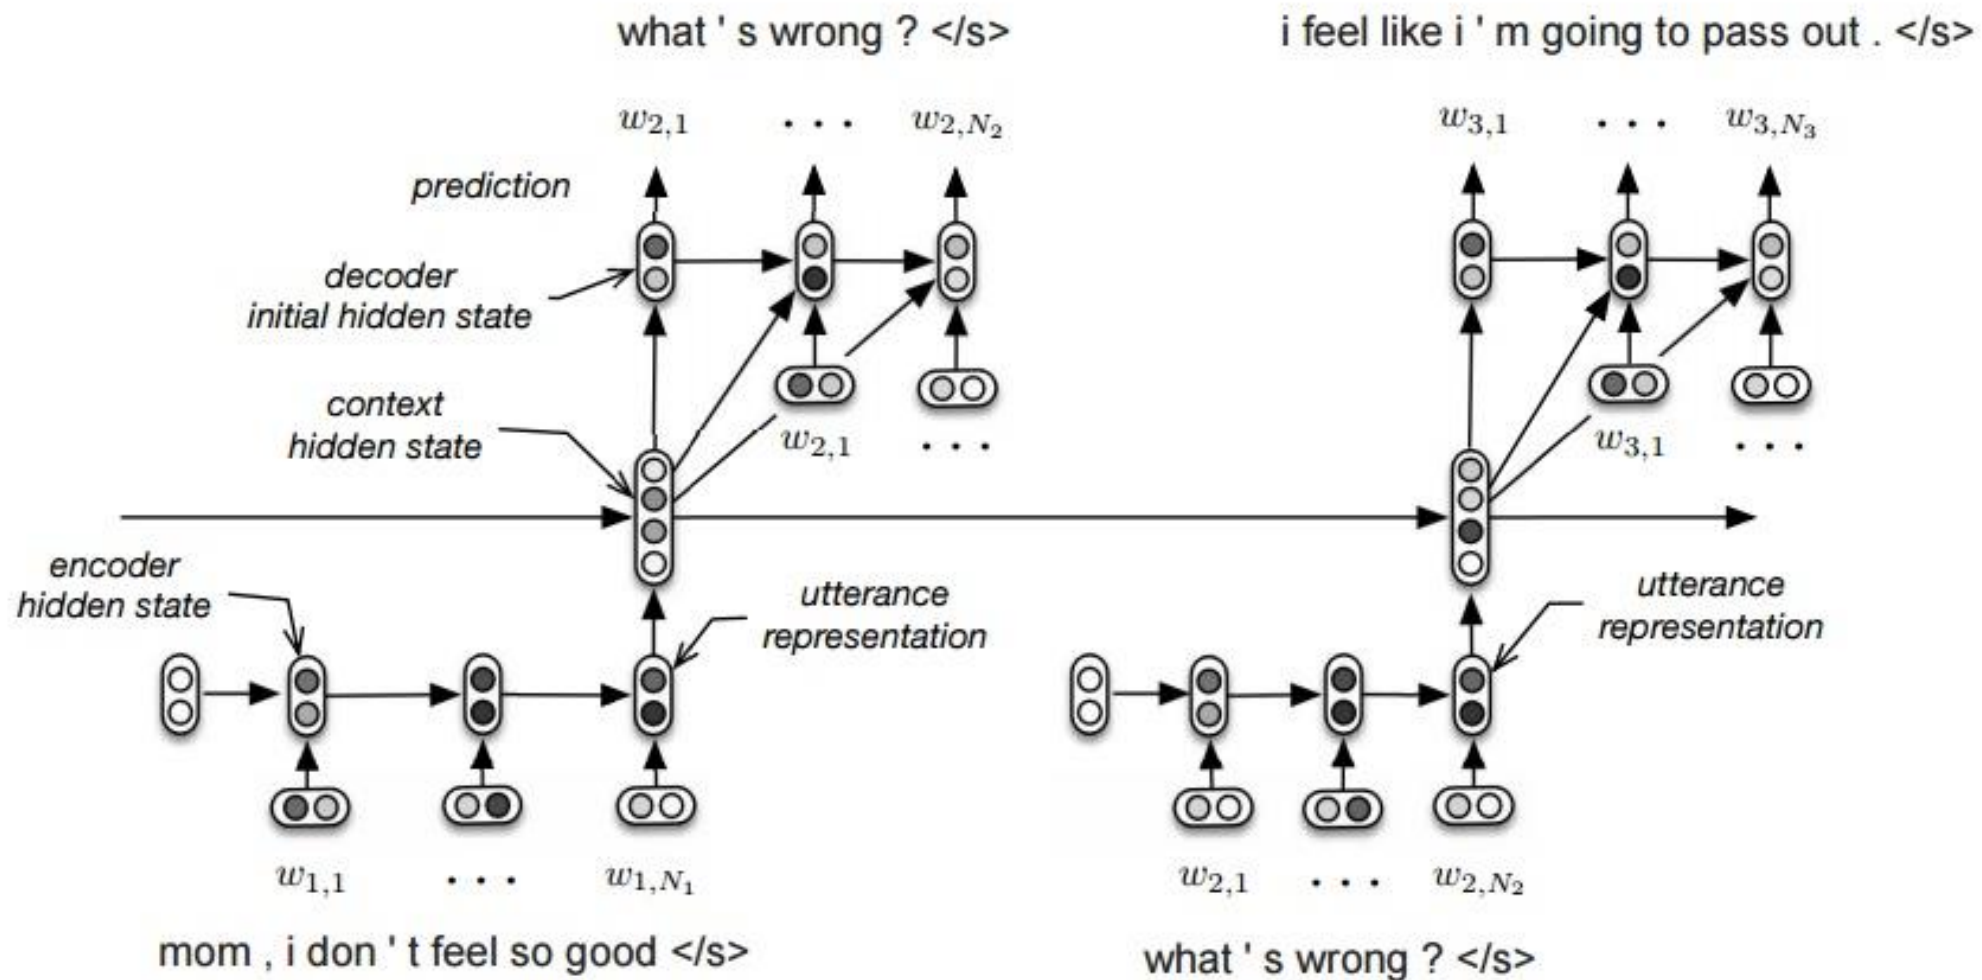 what ' s wrong ? </s>
i feel like i ' m going to pass out . </s>
w2,1 . . . w2,N2
w3,1 . . . w3,N3
prediction
decoder
initial hidden state
context
hidden state
w2,1 . . .
w3,1 . . .
encoder
hidden state
utterance
representation
utterance
representation
w1,1 . . . w1,N1
w2,1 . . . w2,N2
mom , i don ' t feel so good </s>
what ' s wrong ? </s>